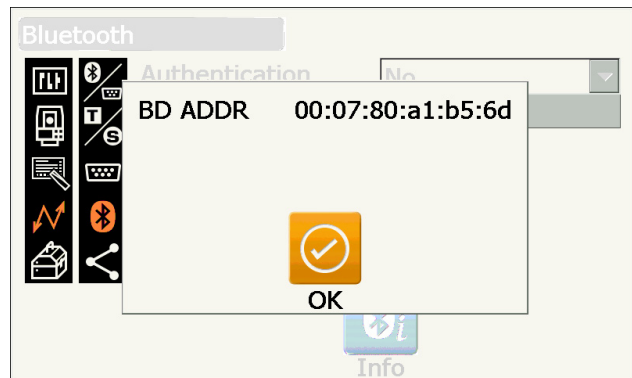 Bluetooth
Authentication No
BD ADDR 00:07:80:a1:b5:6d
T
S
OK
i
Info